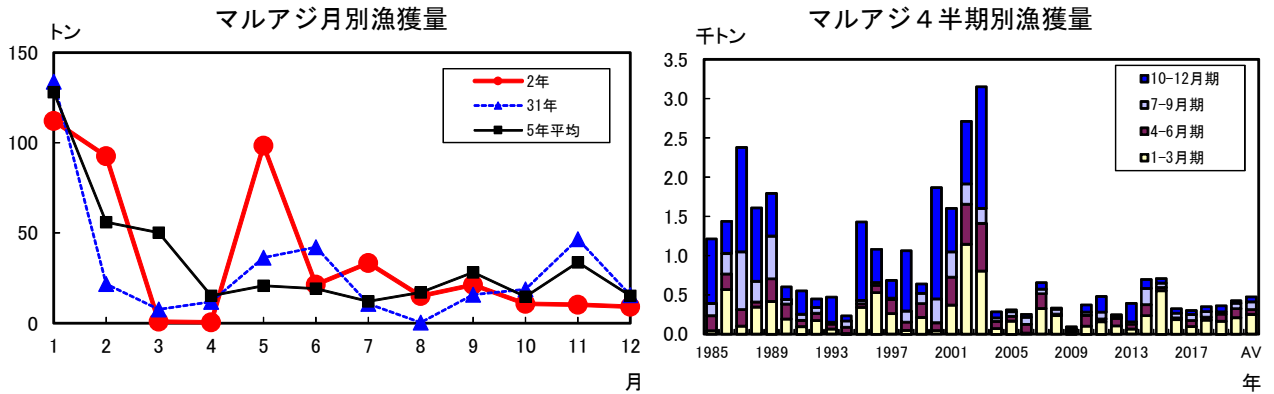 マルアジ月別漁獲量
トン
150
100
50
0
2年
31年
5年平均
1 2 3 4 5 6 7 8 9 10 11 12
月
マルアジ4半期別漁獲量
千トン
3.5
3.0
2.5
2.0
1.5
1.0
0.5
0.0
10-12月期
7-9月期
4-6月期
1-3月期
1985 1989 1993 1997 2001 2005 2009 2013 2017 AV
年